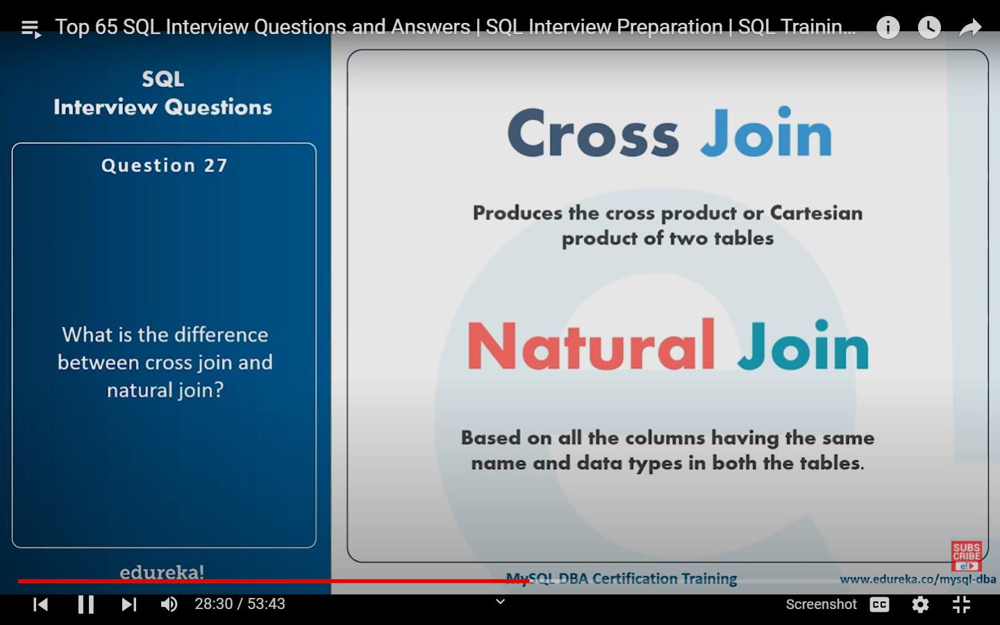 Top 65 SQL Interview Questions and Answers | SQL Interview Preparation | SQL Trainin...
SQL
Interview Questions
Question 27
What is the difference
between cross join and
natural join?
edureka!
Cross Join
Produces the cross product or Cartesian
product of two tables
Natural Join
Based on all the columns having the same
name and data types in both the tables.
SUBS
CRIBE
e!
MySQL DBA Certification Training
www.edureka.co/mysql-dba
28:30 / 53:43
Screenshot
CC